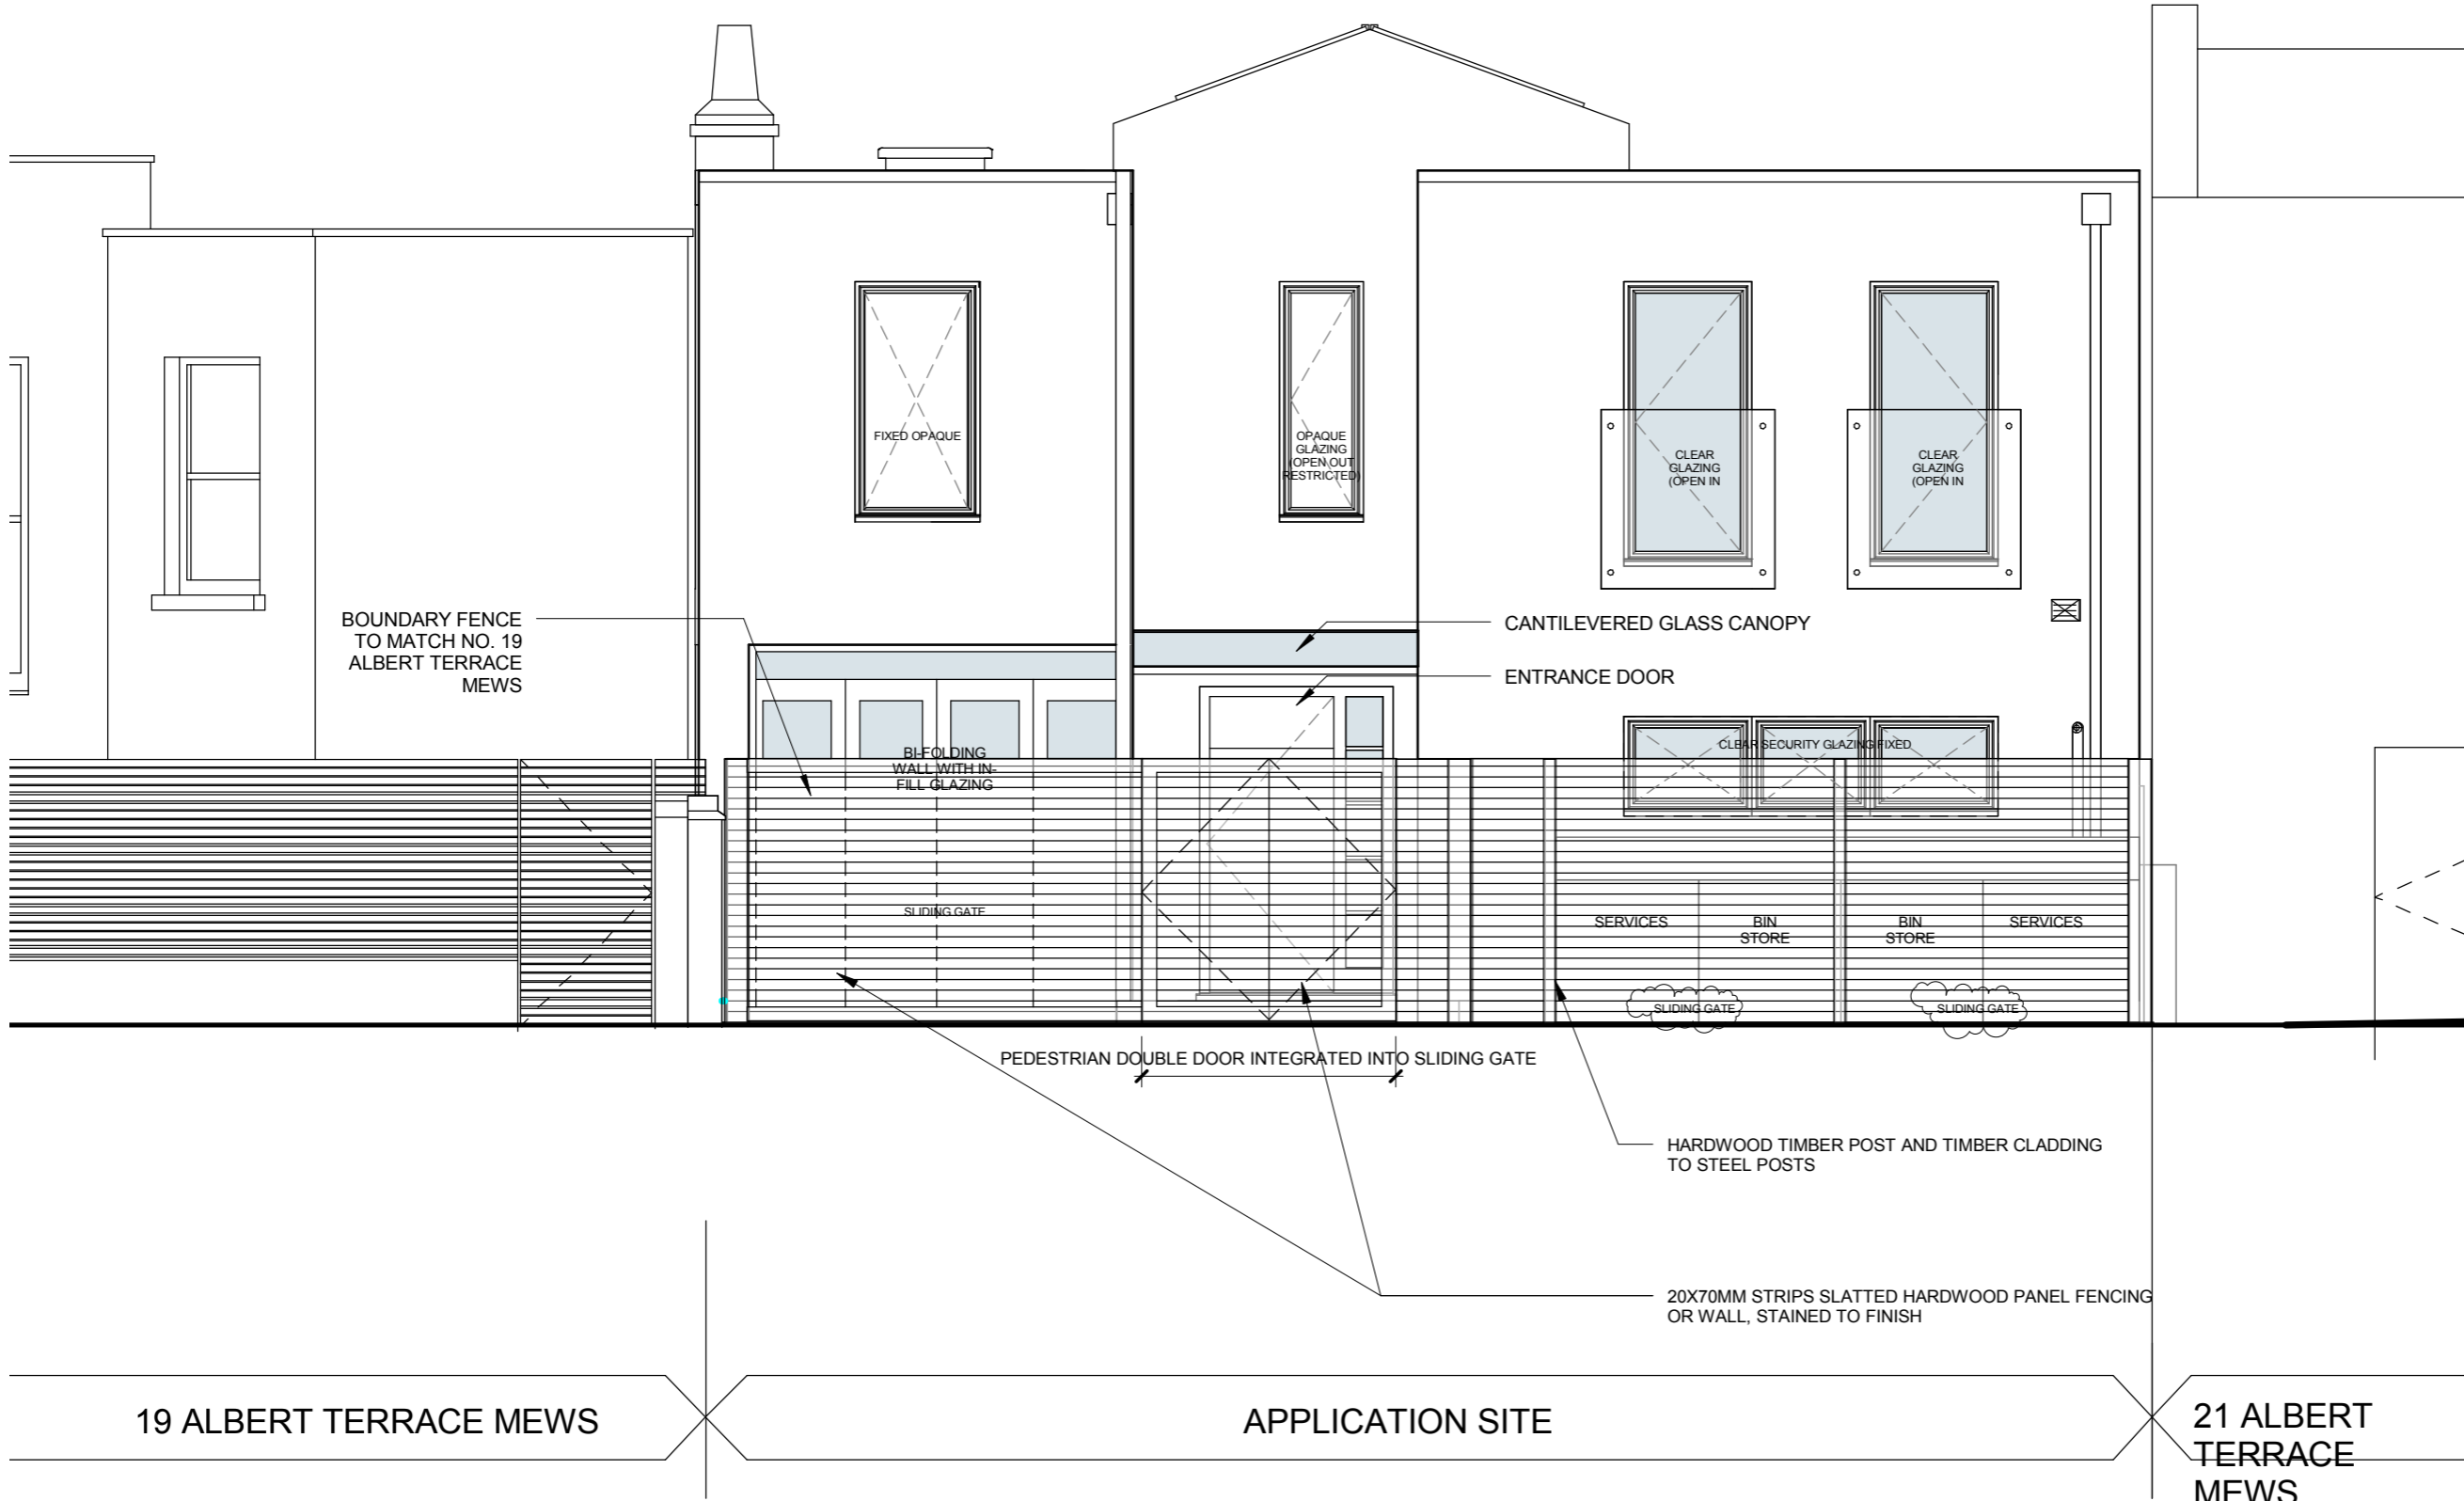 FIXED OPAQUE
OPAQUE
GLAZING
(OPEN OUT
RESTRICTED)
CLEAR
GLAZING
(OPEN IN
CLEAR
GLAZING
(OPEN IN
BOUNDARY FENCE
TO MATCH NO. 19
ALBERT TERRACE
MEWS
CANTILEVERED GLASS CANOPY
ENTRANCE DOOR
BI-FOLDING
WALL WITH IN-
FILL GLAZING
CLEAR SECURITY GLAZING FIXED
SLIDING GATE
SERVICES
BIN
STORE
BIN
STORE
SERVICES
SLIDING GATE
SLIDING GATE
PEDESTRIAN DOUBLE DOOR INTEGRATED INTO SLIDING GATE
HARDWOOD TIMBER POST AND TIMBER CLADDING
TO STEEL POSTS
20X70MM STRIPS SLATTED HARDWOOD PANEL FENCING
OR WALL, STAINED TO FINISH
19 ALBERT TERRACE MEWS
APPLICATION SITE
21 ALBERT
TERRACE
MEWS